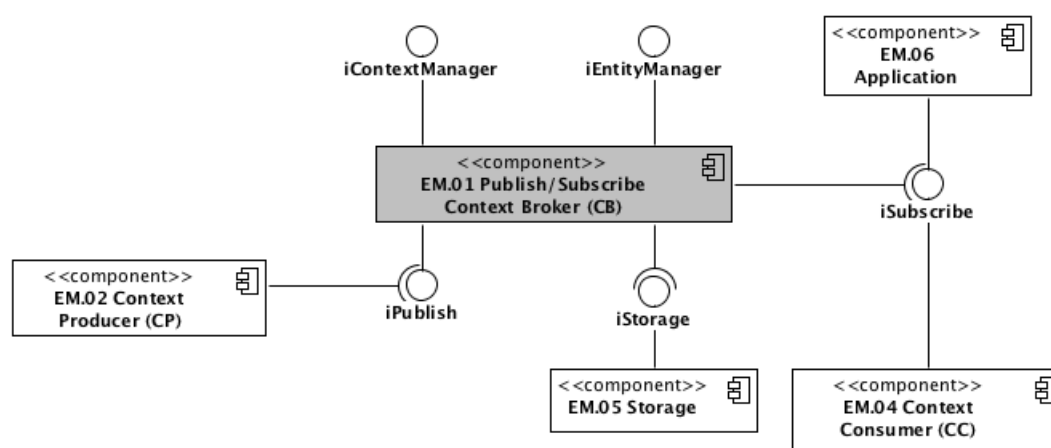 iContextManager
iEntityManager
<<component>>
EM.06
Application
<<component>>
EM.01 Publish/Subscribe
Context Broker (CB)
iSubscribe
<<component>>
EM.02 Context
Producer (CP)
iPublish
iStorage
<<component>>
EM.05 Storage
<<component>>
EM.04 Context
Consumer (CC)